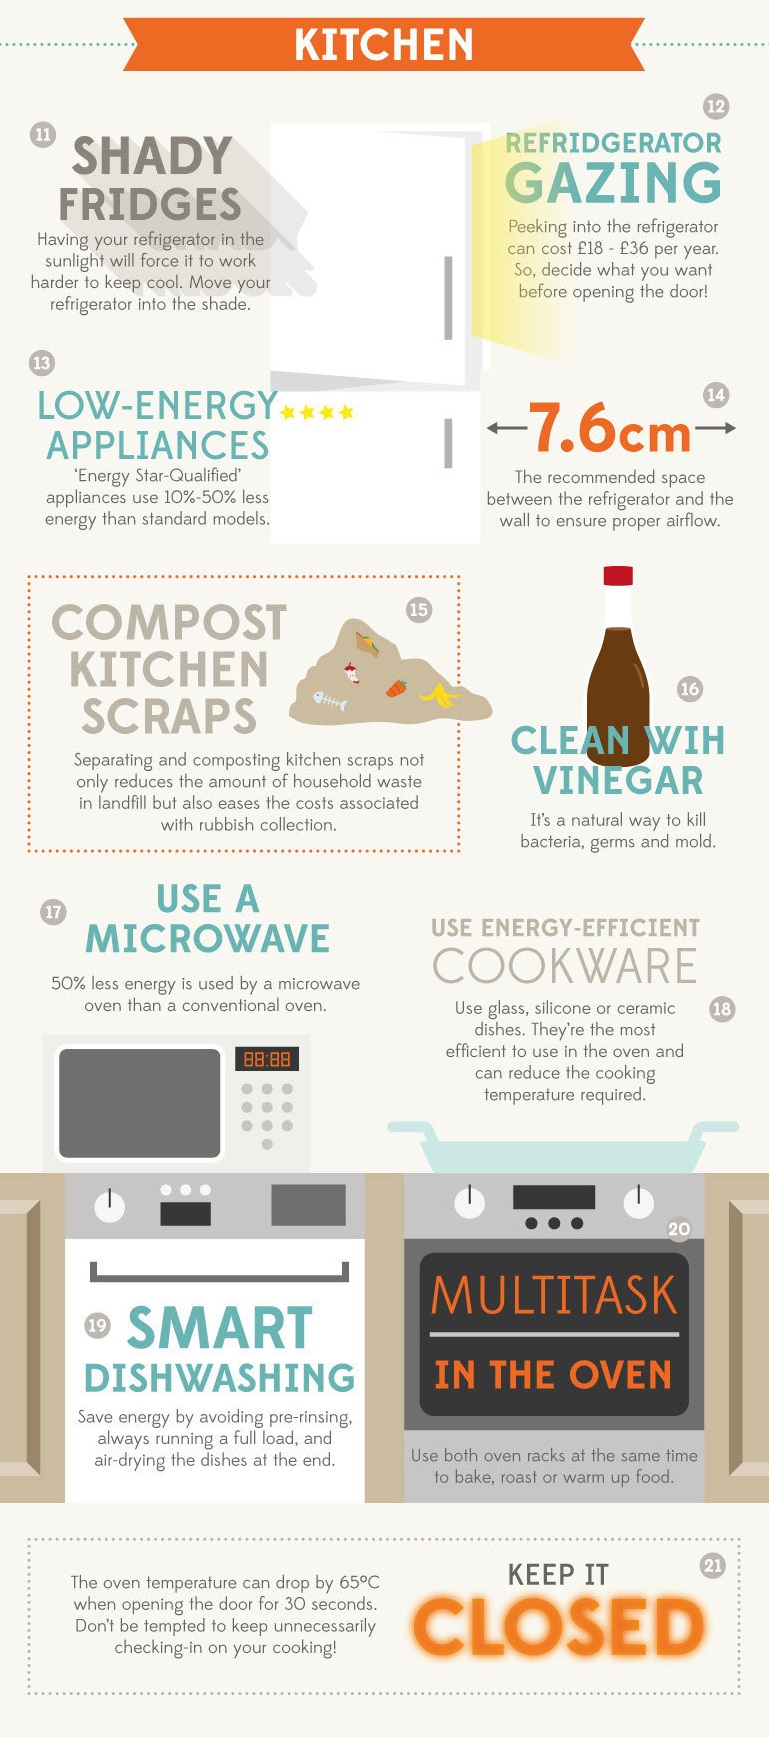 KITCHEN
11
SHADY
FRIDGES
Having your refrigerator in the
sunlight will force it to work
harder to keep cool. Move your
refrigerator into the shade.
12
REFRIDGERATOR
GAZING
Peeking into the refrigerator
can cost £18 - £36 per year.
So, decide what you want
before opening the door!
13
LOW-ENERGY
APPLIANCES
‘Energy Star-Qualified’
appliances use 10%-50% less
energy than standard models.
14
7.6cm
The recommended space
between the refrigerator and the
wall to ensure proper airflow.
15
COMPOST
KITCHEN
SCRAPS
Separating and composting kitchen scraps not
only reduces the amount of household waste
in landfill but also eases the costs associated
with rubbish collection.
16
CLEAN WIH
VINEGAR
It's a natural way to kill
bacteria, germs and mold.
17
USE A
MICROWAVE
50% less energy is used by a microwave
oven than a conventional oven.
88:88
USE ENERGY-EFFICIENT
COOKWARE
18
Use glass, silicone or ceramic
dishes. They're the most
efficient to use in the oven and
can reduce the cooking
temperature required.
19
SMART
DISHWASHING
Save energy by avoiding pre-rinsing,
always running a full load, and
air-drying the dishes at the end.
20
MULTITASK
IN THE OVEN
Use both oven racks at the same time
to bake, roast or warm up food.
The oven temperature can drop by 65ºC
when opening the door for 30 seconds.
Don't be tempted to keep unnecessarily
checking-in on your cooking!
21
KEEP IT
CLOSED